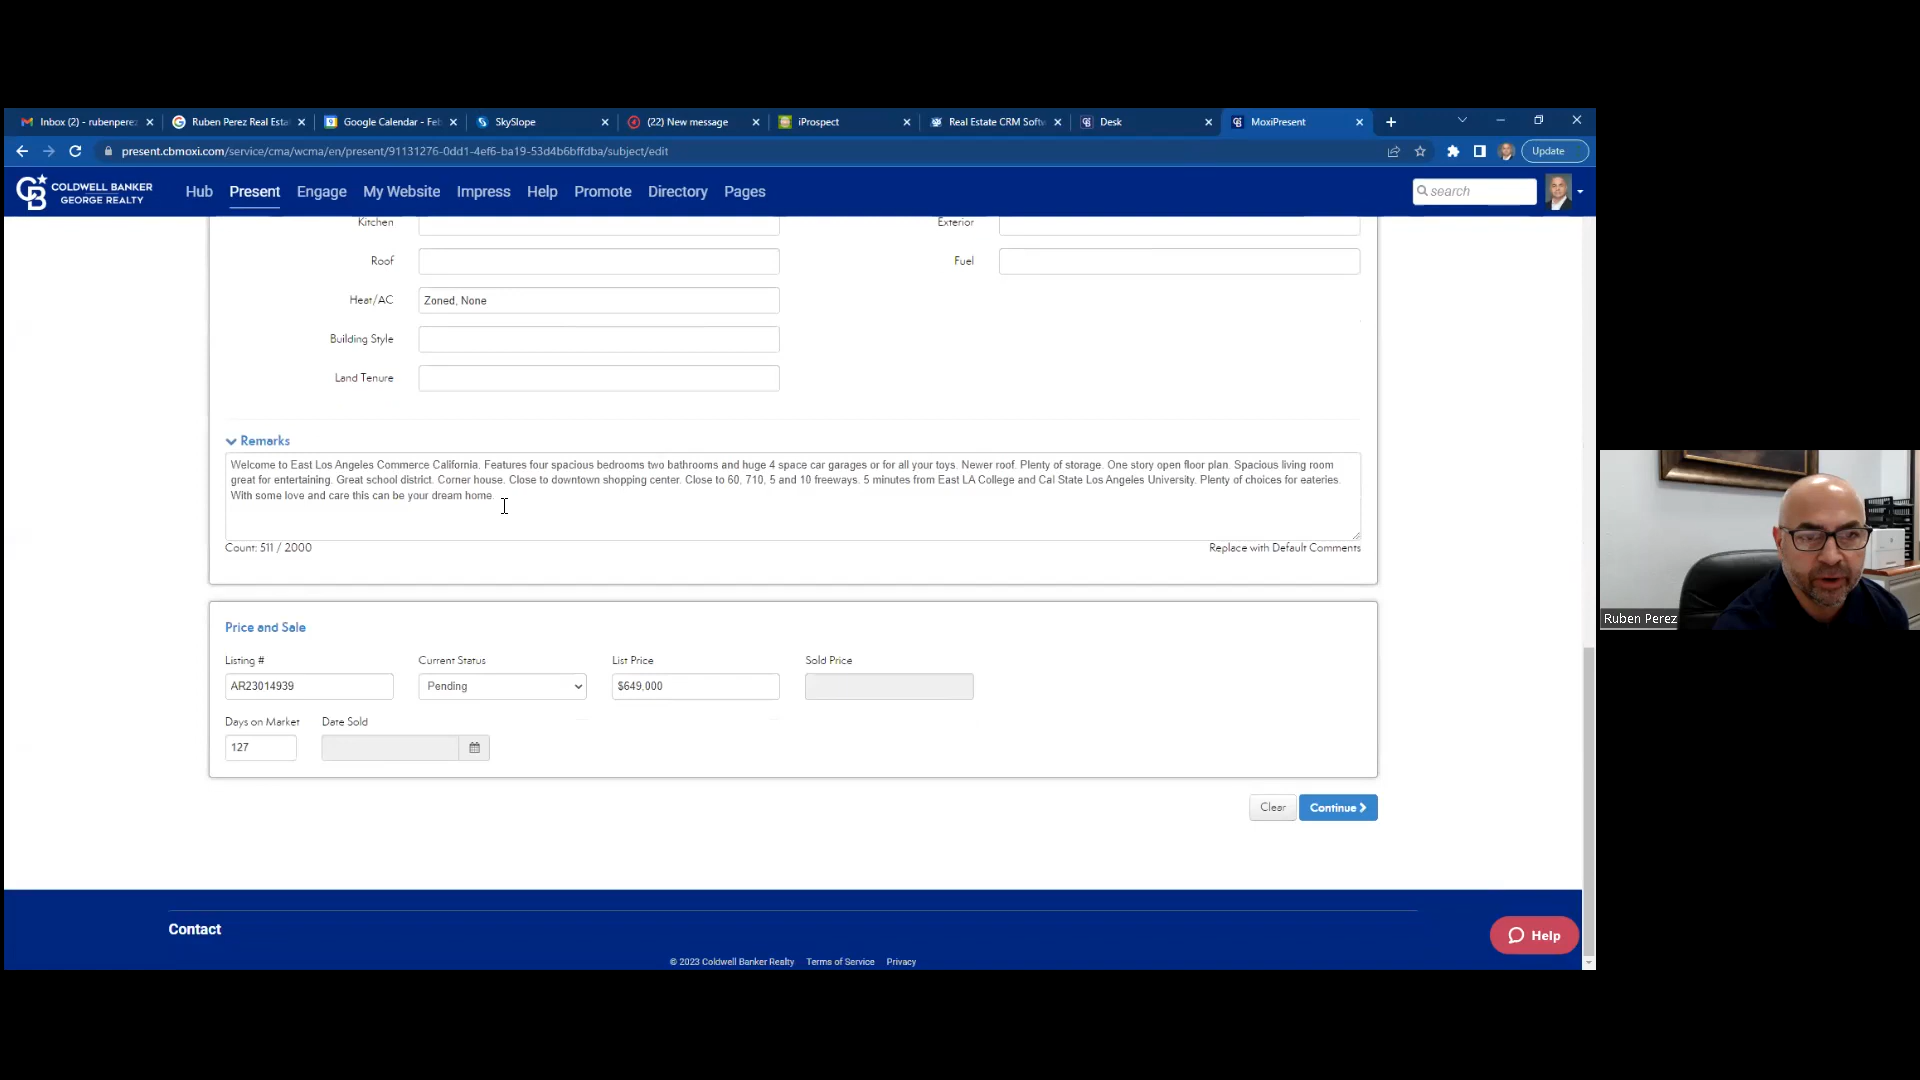 Inbox (2) - rubenperez
Ruben Perez Real Esta
Google Calendar - Feb
SkySlope
(22) New message
iProspect
Real Estate CRM Softw
Desk
MoxiPresent
present.cbmoxi.com/service/cma/wcma/en/present/91131276-0dd1-4ef6-ba19-53d4b6bffdba/subject/edit
Update
COLDWELL BANKER
GEORGE REALTY
Hub
Present
Engage
My Website
Impress
Help
Promote
Directory
Pages
search
Kitchen
Exterior
Roof
Fuel
Heat/AC
Zoned, None
Building Style
Land Tenure
Remarks
Welcome to East Los Angeles Commerce California. Features four spacious bedrooms two bathrooms and huge 4 space car garages or for all your toys. Newer roof. Plenty of storage. One story open floor plan. Spacious living room
great for entertaining. Great school district. Corner house. Close to downtown shopping center. Close to 60, 710, 5 and 10 freeways. 5 minutes from East LA College and Cal State Los Angeles University. Plenty of choices for eateries.
With some love and care this can be your dream home.
Count: 511 / 2000
Replace with Default Comments
Ruben Perez
Price and Sale
Listing #
Current Status
List Price
Sold Price
AR23014939
Pending
$649,000
Days on Market
Date Sold
127
Clear
Continue
Contact
Help
© 2023 Coldwell Banker Realty
Terms of Service
Privacy